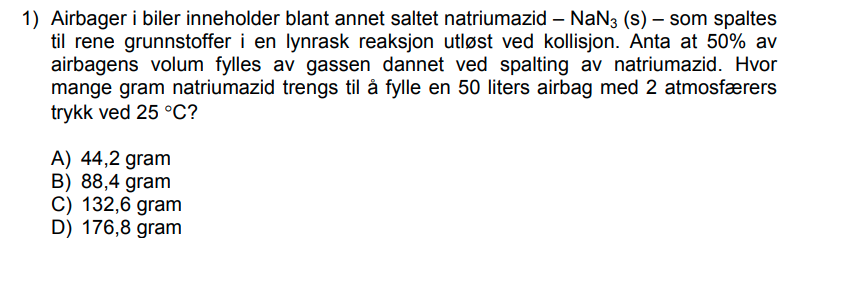 1) Airbager i biler inneholder blant annet saltet natriumazid – NaN₃ (s) – som spaltes
til rene grunnstoffer i en lynrask reaksjon utløst ved kollisjon. Anta at 50% av
airbagens volum fylles av gassen dannet ved spalting av natriumazid. Hvor
mange gram natriumazid trengs til å fylle en 50 liters airbag med 2 atmosfærers
trykk ved 25 °C?
A) 44,2 gram
B) 88,4 gram
C) 132,6 gram
D) 176,8 gram